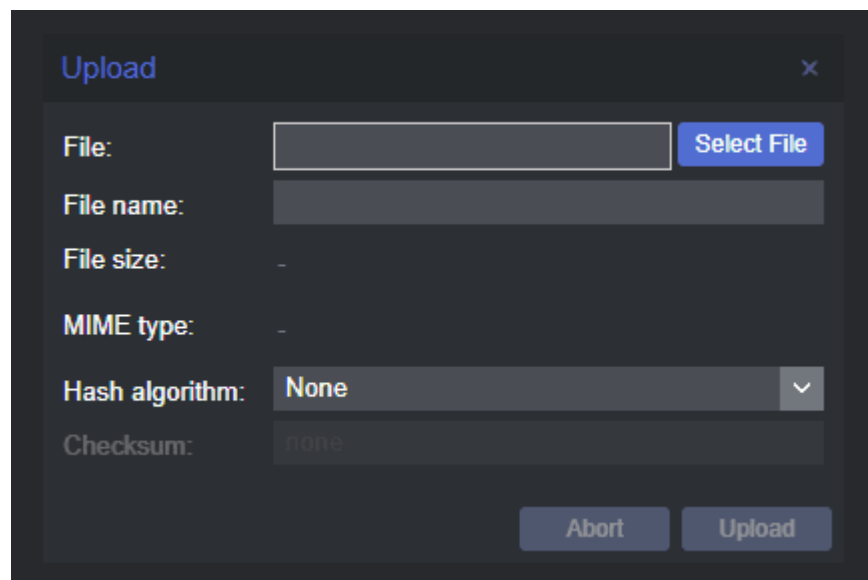 Upload ×
File: Select File
File name:
File size: -
MIME type: -
Hash algorithm: None
Checksum: none
Abort Upload